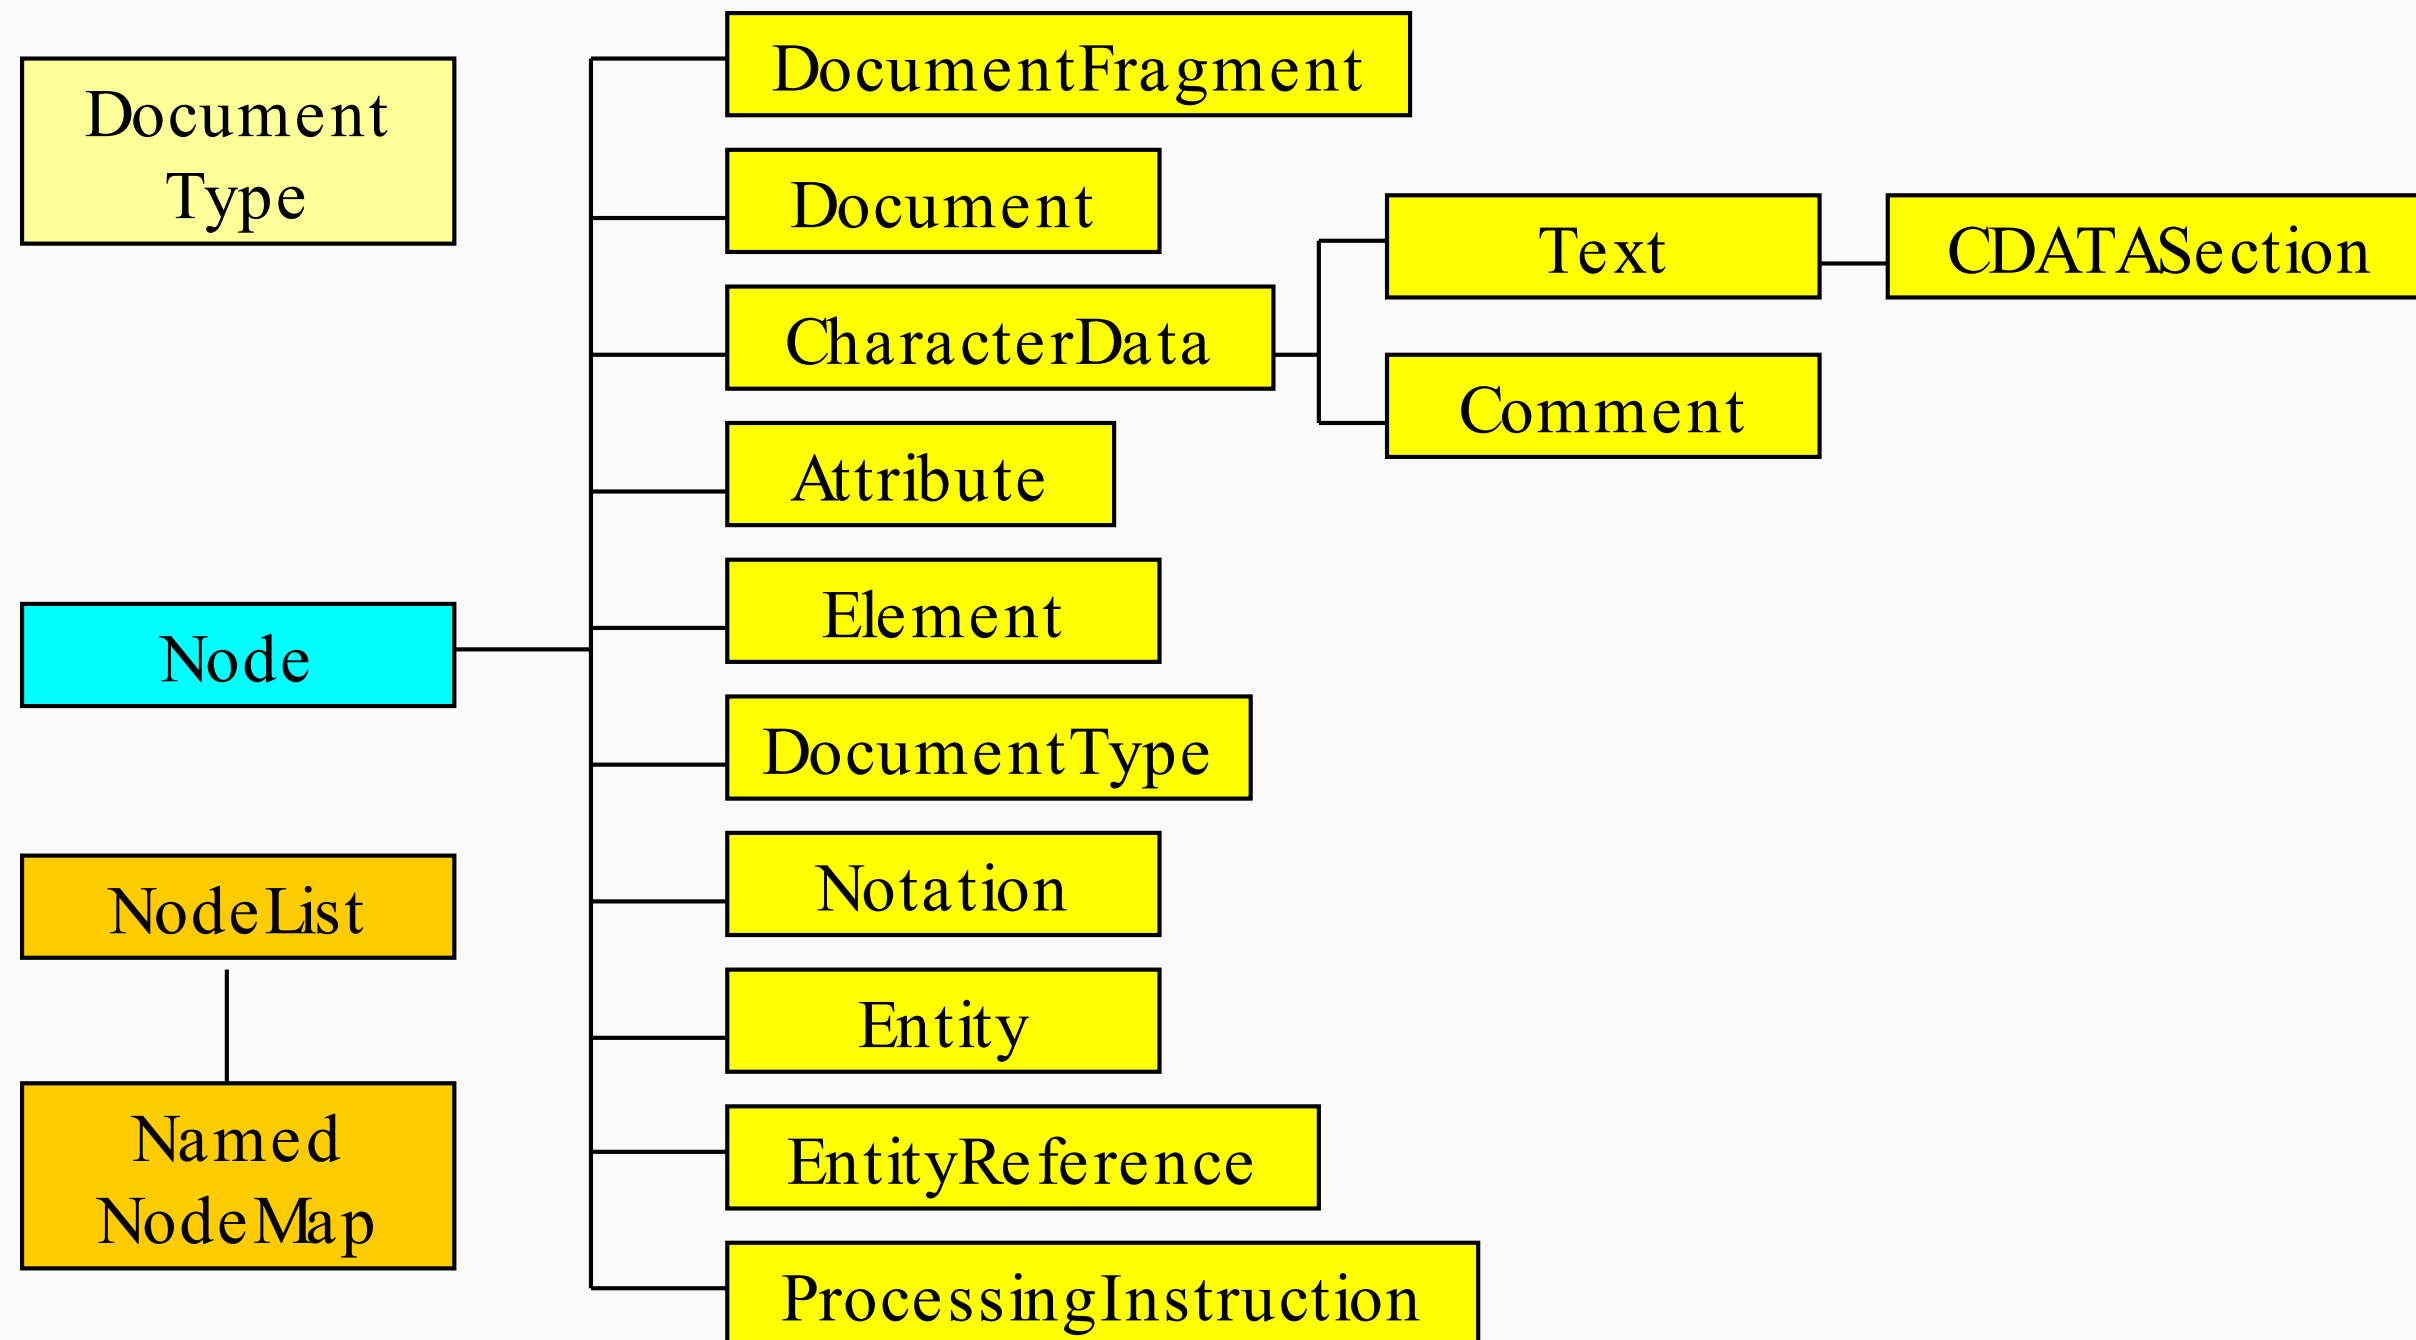 Document
Type
Node
NodeList
Named
NodeMap
DocumentFragment
Document
CharacterData
Attribute
Element
DocumentType
Notation
Entity
EntityReference
ProcessingInstruction
Text
Comment
CDATASection